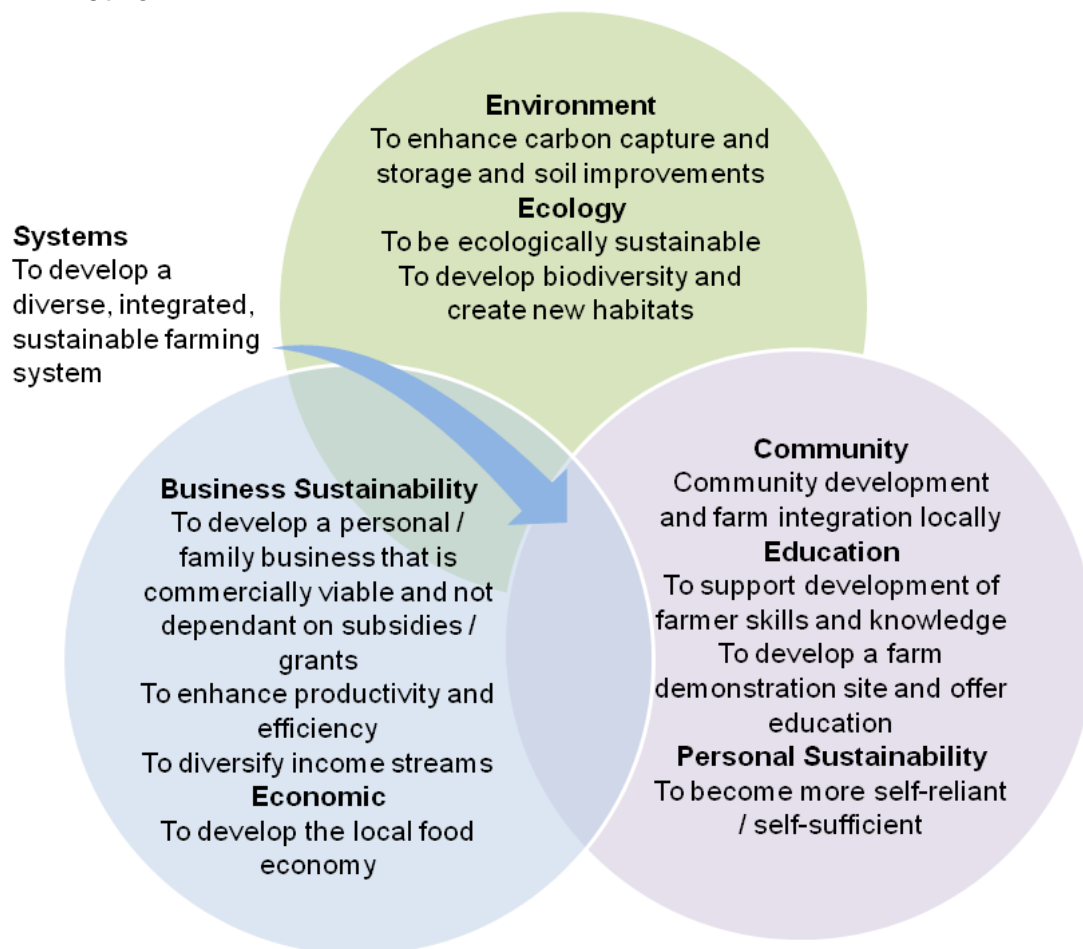 Environment
To enhance carbon capture and
storage and soil improvements
Ecology
To be ecologically sustainable
To develop biodiversity and
create new habitats
Systems
To develop a
diverse, integrated,
sustainable farming
system
Business Sustainability
To develop a personal /
family business that is
commercially viable and not
dependant on subsidies /
grants
To enhance productivity and
efficiency
To diversify income streams
Economic
To develop the local food
economy
Community
Community development
and farm integration locally
Education
To support development of
farmer skills and knowledge
To develop a farm
demonstration site and offer
education
Personal Sustainability
To become more self-reliant
/ self-sufficient